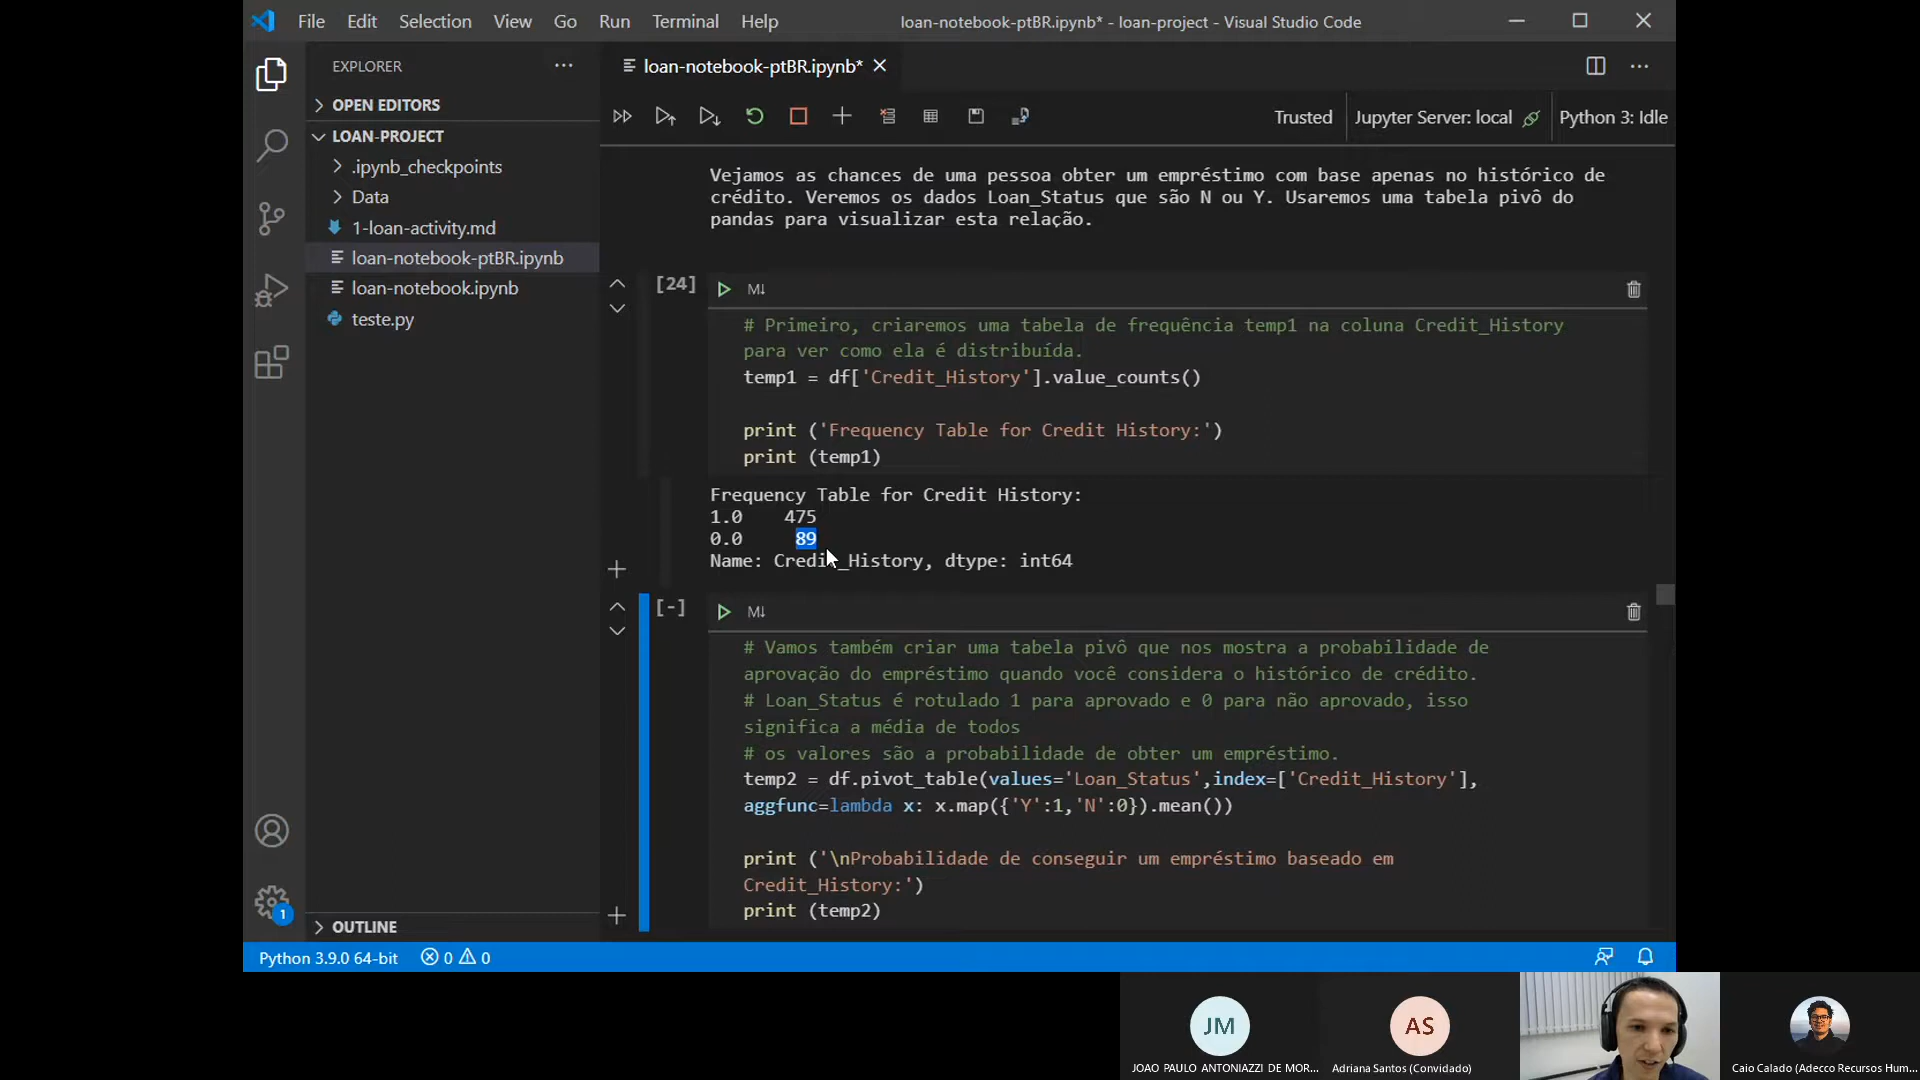 File Edit Selection View Go Run Terminal Help
loan-notebook-ptBR.ipynb* - loan-project - Visual Studio Code
EXPLORER
OPEN EDITORS
LOAN-PROJECT
.ipynb_checkpoints
Data
1-loan-activity.md
loan-notebook-ptBR.ipynb
loan-notebook.ipynb
teste.py
OUTLINE
loan-notebook-ptBR.ipynb*
Trusted
Jupyter Server: local
Python 3: Idle
Vejamos as chances de uma pessoa obter um empréstimo com base apenas no histórico de
crédito. Veremos os dados Loan_Status que são N ou Y. Usaremos uma tabela pivô do
pandas para visualizar esta relação.
[24]
M↓
# Primeiro, criaremos uma tabela de frequência temp1 na coluna Credit_History
para ver como ela é distribuída.
temp1 = df['Credit_History'].value_counts()
print ('Frequency Table for Credit History:')
print (temp1)
Frequency Table for Credit History:
1.0 475
0.0 89
Name: Credit_History, dtype: int64
[-]
M↓
# Vamos também criar uma tabela pivô que nos mostra a probabilidade de
aprovação do empréstimo quando você considera o histórico de crédito.
# Loan_Status é rotulado 1 para aprovado e 0 para não aprovado, isso
significa a média de todos
# os valores são a probabilidade de obter um empréstimo.
temp2 = df.pivot_table(values='Loan_Status',index=['Credit_History'],
aggfunc=lambda x: x.map({'Y':1,'N':0}).mean())
print ('\nProbabilidade de conseguir um empréstimo baseado em
Credit_History:')
print (temp2)
1
Python 3.9.0 64-bit
0
0
JM
JOAO PAULO ANTONIAZZI DE MOR...
AS
Adriana Santos (Convidado)
Caio Calado (Adecco Recursos Hum...